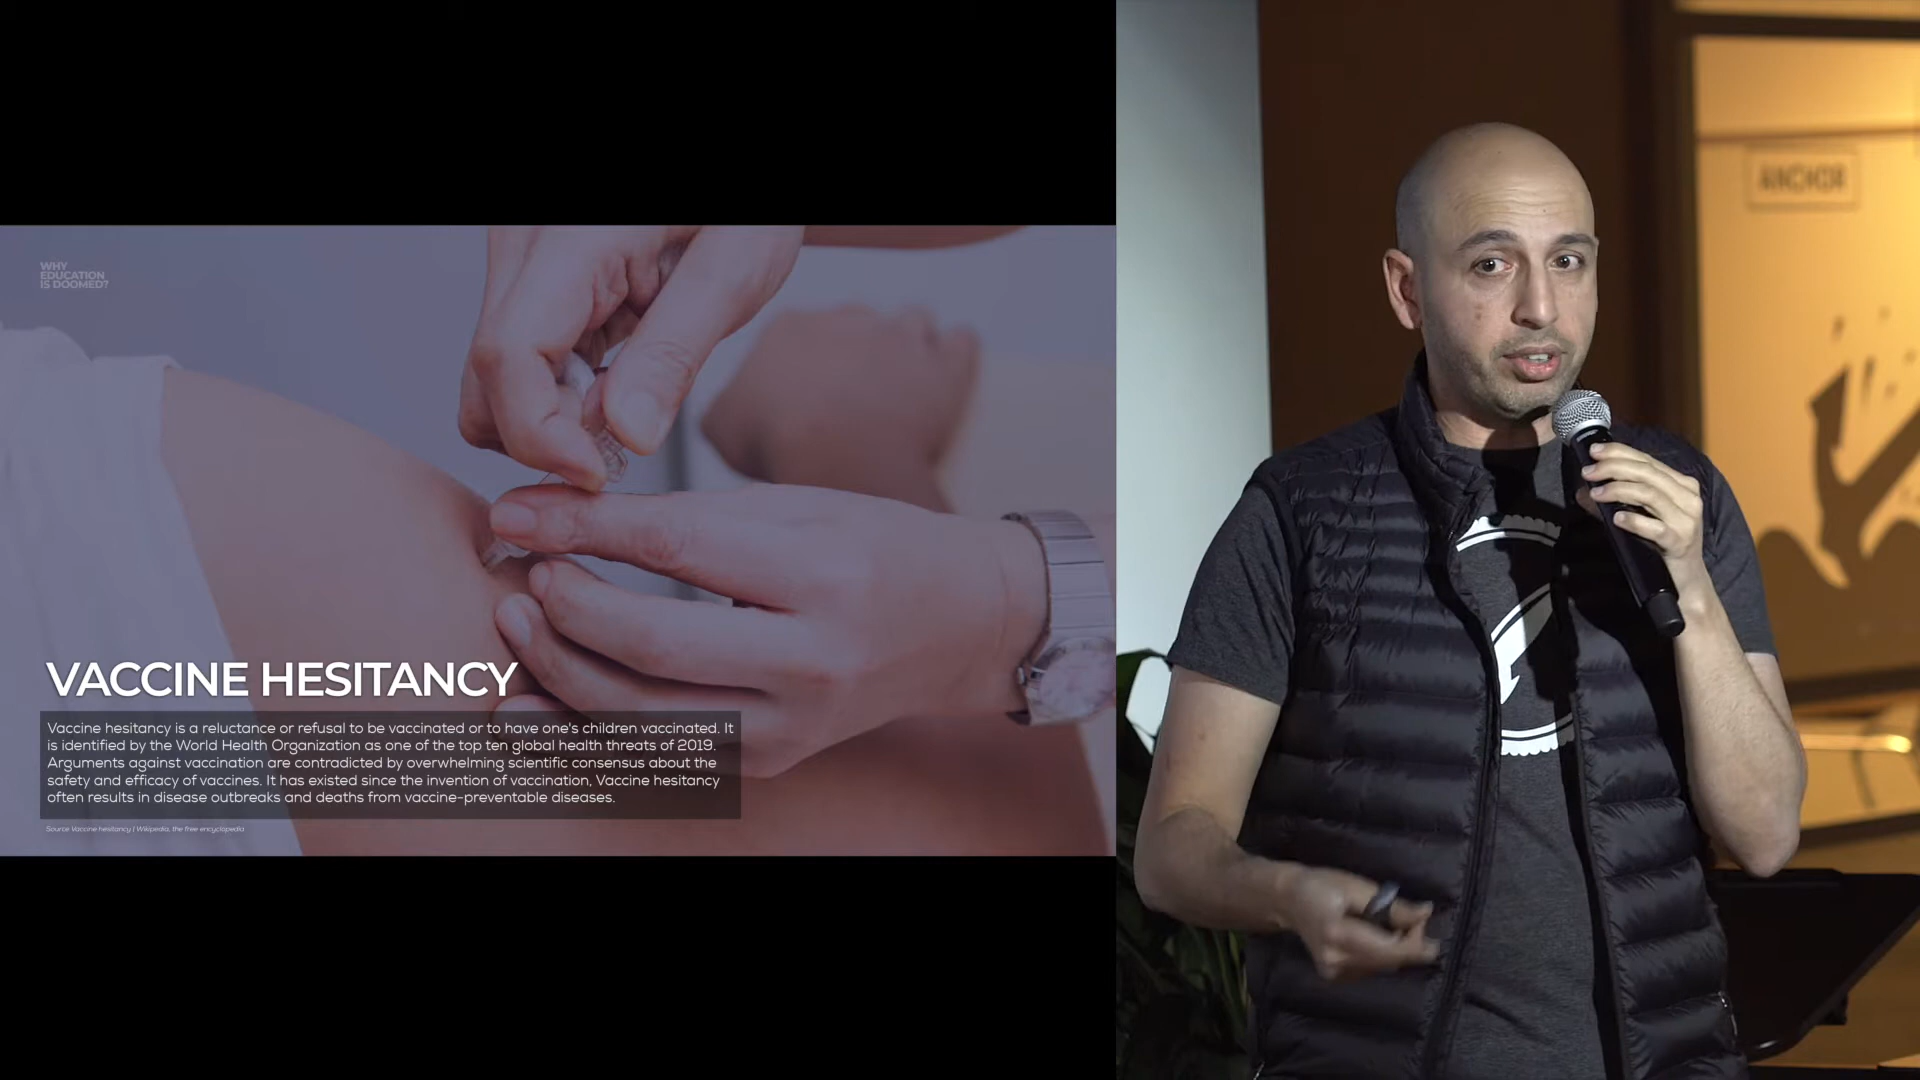 WHY
EDUCATION
IS DOOMED?
VACCINE HESITANCY
Vaccine hesitancy is a reluctance or refusal to be vaccinated or to have one's children vaccinated. It
is identified by the World Health Organization as one of the top ten global health threats of 2019.
Arguments against vaccination are contradicted by overwhelming scientific consensus about the
safety and efficacy of vaccines. It has existed since the invention of vaccination, Vaccine hesitancy
often results in disease outbreaks and deaths from vaccine-preventable diseases.
Source: Vaccine hesitancy | Wikipedia, the free encyclopedia
ANCHOR